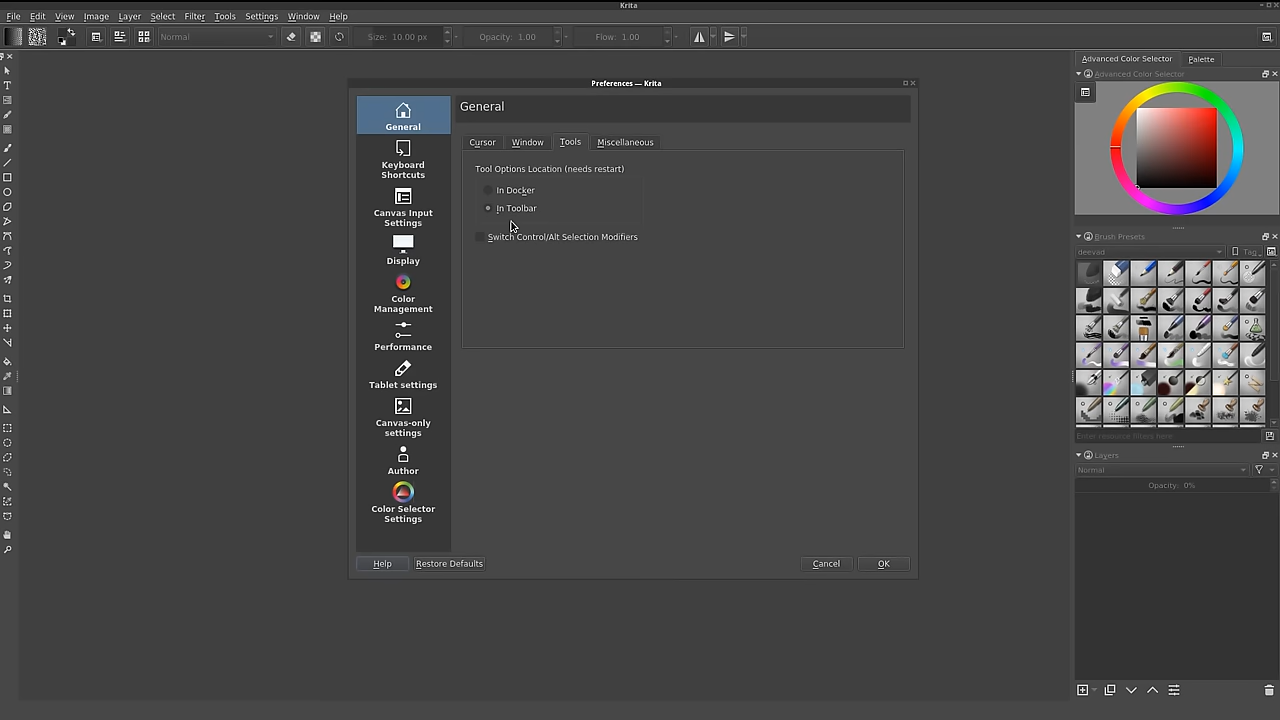 Krita
File Edit View Image Layer Select Filter Tools Settings Window Help
Normal Size: 10.00 px Opacity: 1.00 Flow: 1.00
Advanced Color Selector Palette
Advanced Color Selector
Preferences — Krita
General
General
Cursor Window Tools Miscellaneous
Tool Options Location (needs restart)
In Docker
In Toolbar
Switch Control/Alt Selection Modifiers
Keyboard
Shortcuts
Canvas Input
Settings
Display
Color
Management
Performance
Tablet settings
Canvas-only
settings
Author
Color Selector
Settings
Help Restore Defaults Cancel OK
Brush Presets
deevad Tag
Enter resource filters here
Layers
Normal
Opacity: 0%